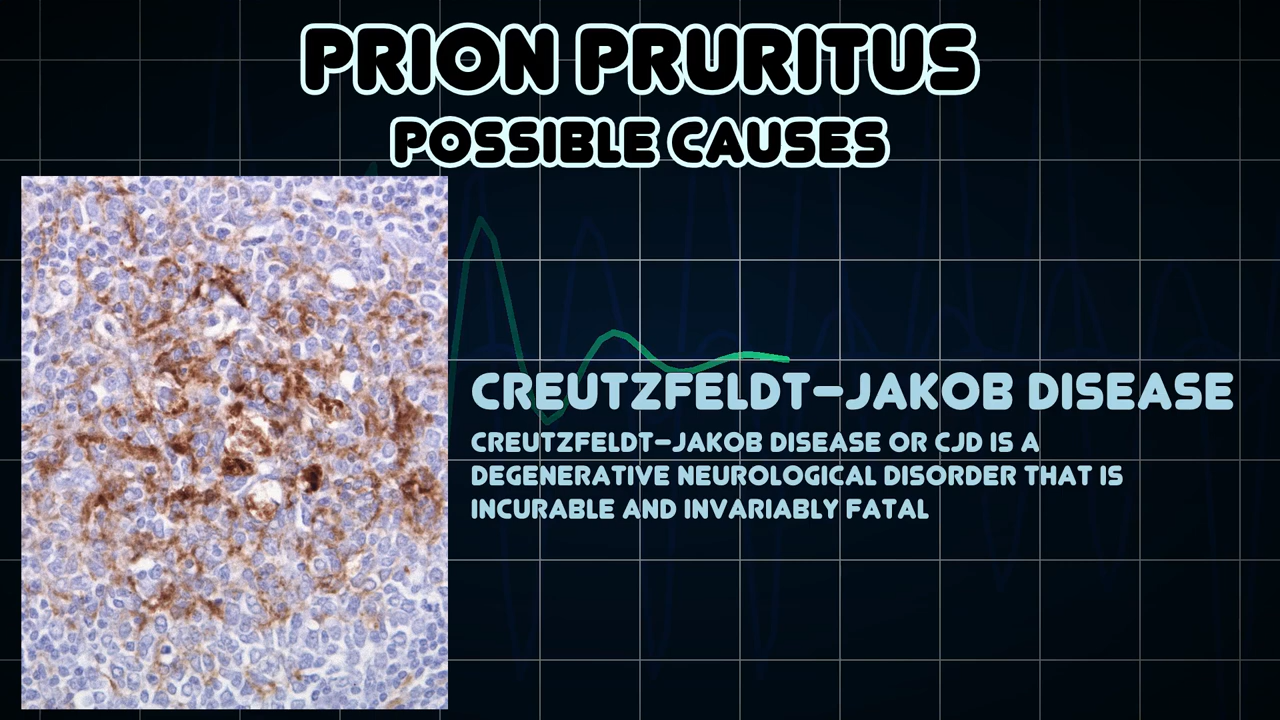 PRION PRURITUS
POSSIBLE CAUSES
CREUTZFELDT-JAKOB DISEASE
CREUTZFELDT-JAKOB DISEASE OR CJD IS A
DEGENERATIVE NEUROLOGICAL DISORDER THAT IS
INCURABLE AND INVARIABLY FATAL